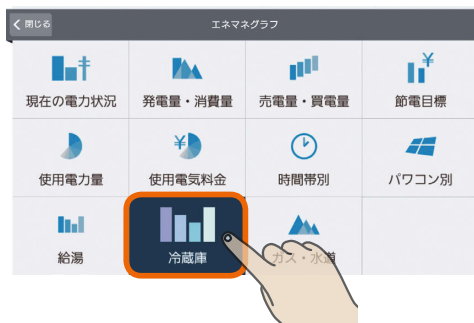 閉じる
エネマネグラフ
現在の電力状況
発電量・消費量
売電量・買電量
節電目標
使用電力量
使用電気料金
時間帯別
パワコン別
給湯
冷蔵庫
ガス・水道